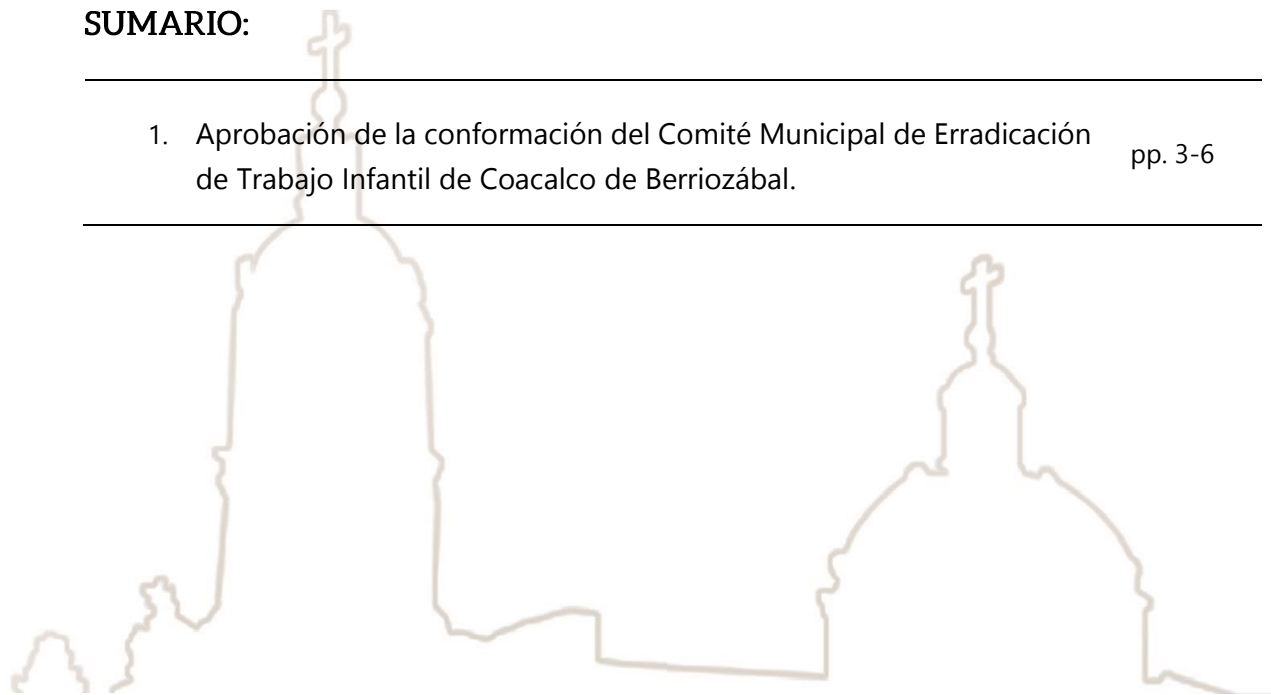 SUMARIO:
1. Aprobación de la conformación del Comité Municipal de Erradicación
de Trabajo Infantil de Coacalco de Berriozábal.
pp. 3-6